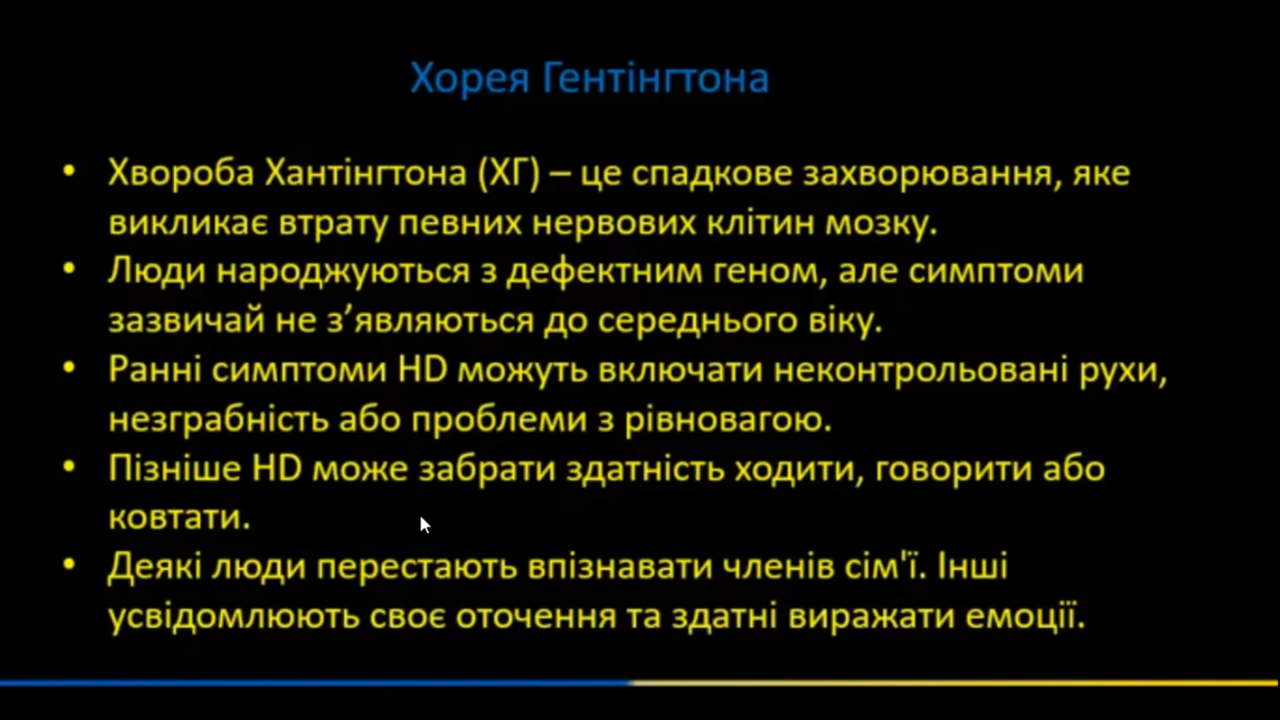 Хорея Гентінгтона
• Хвороба Хантінгтона (ХГ) – це спадкове захворювання, яке
викликає втрату певних нервових клітин мозку.
• Люди народжуються з дефектним геном, але симптоми
зазвичай не з’являються до середнього віку.
• Ранні симптоми HD можуть включати неконтрольовані рухи,
незграбність або проблеми з рівновагою.
• Пізніше HD може забрати здатність ходити, говорити або
ковтати.
• Деякі люди перестають впізнавати членів сім'ї. Інші
усвідомлюють своє оточення та здатні виражати емоції.